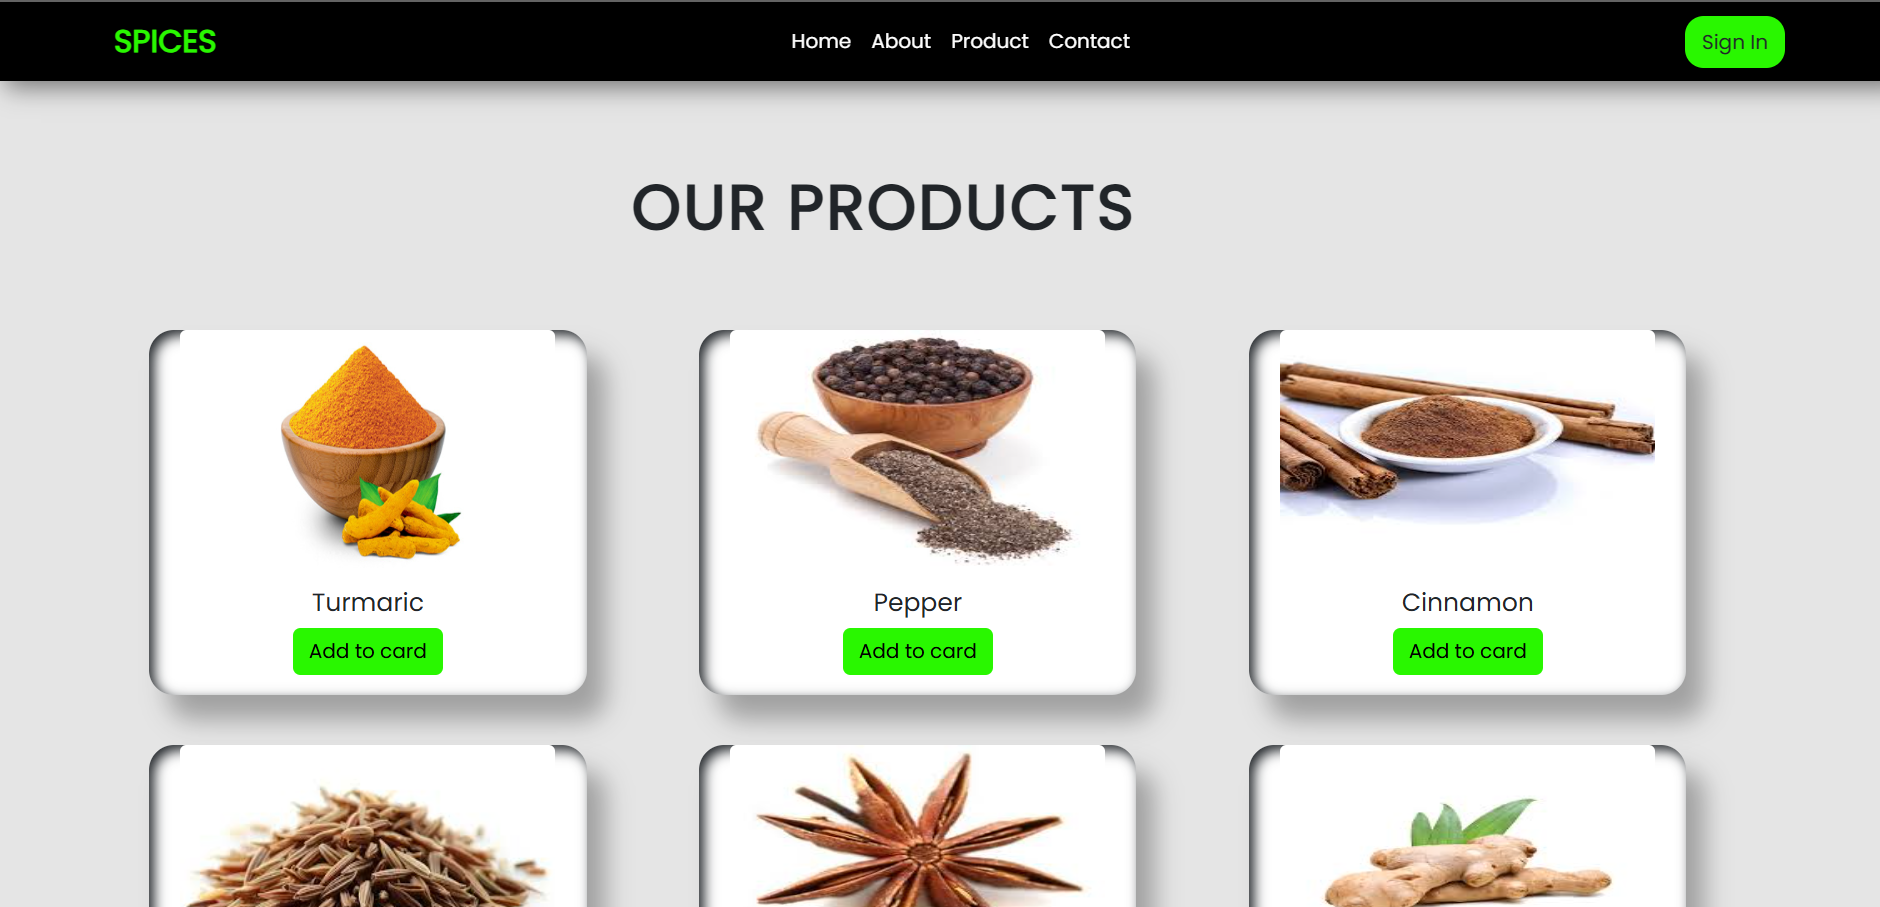 SPICES
Home About Product Contact
Sign In
OUR PRODUCTS
Turmaric
Add to card
Pepper
Add to card
Cinnamon
Add to card